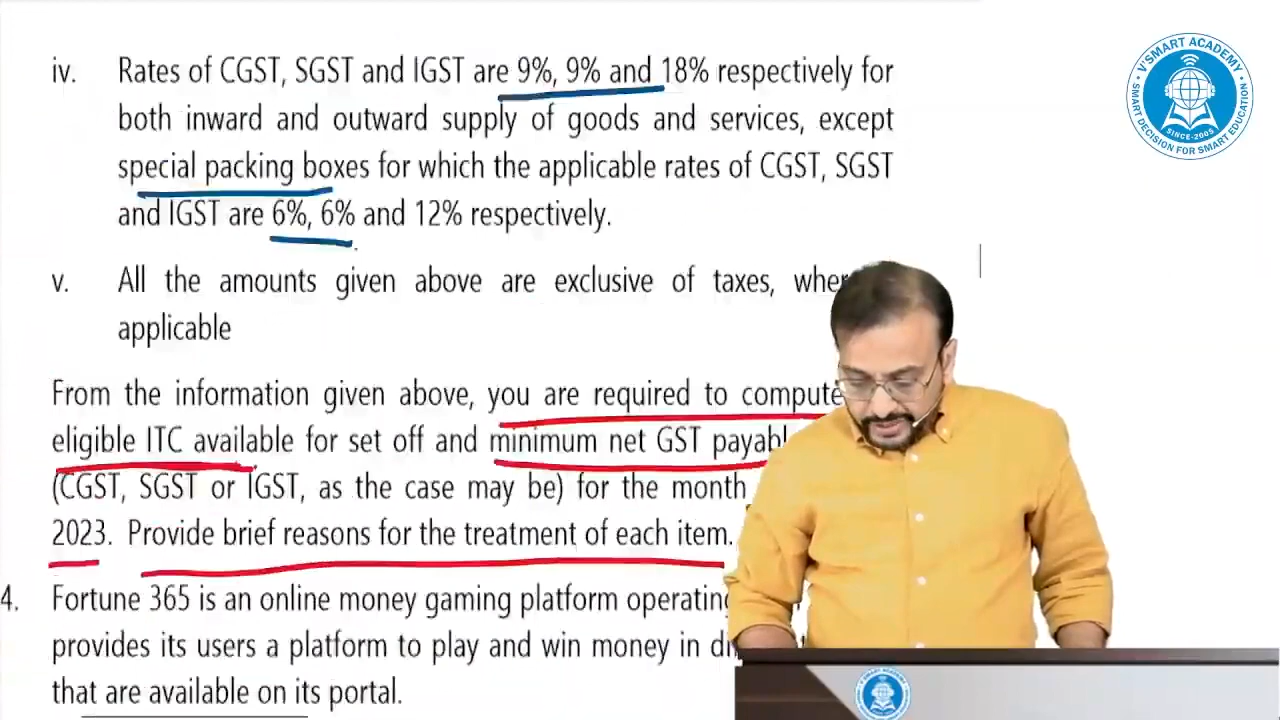 iv. Rates of CGST, SGST and IGST are 9%, 9% and 18% respectively for
both inward and outward supply of goods and services, except
special packing boxes for which the applicable rates of CGST, SGST
and IGST are 6%, 6% and 12% respectively.
v. All the amounts given above are exclusive of taxes,
applicable
From the information given above, you are required to compute
eligible ITC available for set off and minimum net GST
(CGST, SGST or IGST, as the case may be) for the month
2023. Provide brief reasons for the treatment of each item.
4. Fortune 365 is an online money gaming platform
provides its users a platform to play and win money in
that are available on its portal.
V'SMART ACADEMY
SINCE-2005
SMART DECISION FOR SMART EDUCATION